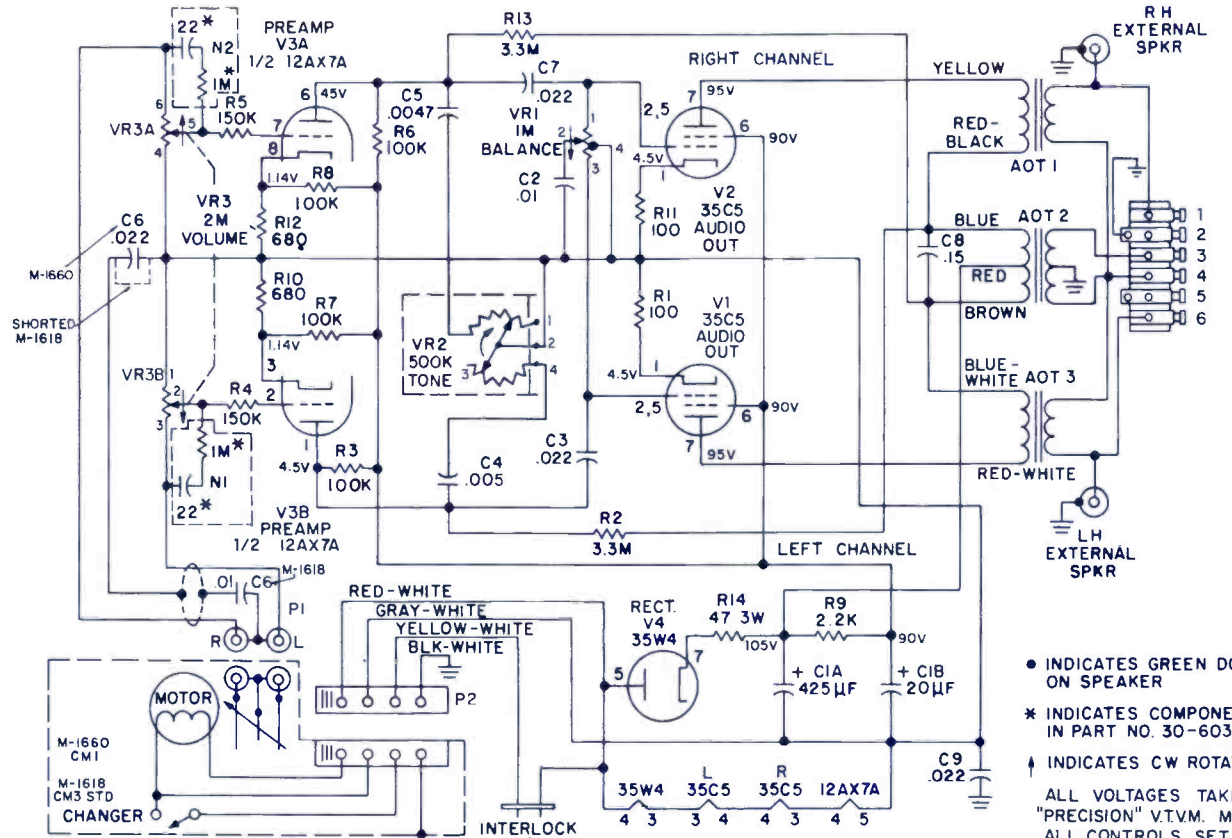 22*
N2
1M*
PREAMP
V3A
1/2 12AX7A
R13
3.3M
RIGHT CHANNEL
RH
EXTERNAL
SPKR
YELLOW
6
45V
C5
.0047
C7
.022
VR1
1M
BALANCE
7
95V
R5
150K
6
VR3A
5
4
7
8
R6
100K
1
2
4
3
2,5
6
90V
RED-
BLACK
AOT 1
4.5V
1
1.14V
R8
100K
C2
.01
V2
35C5
AUDIO
OUT
VR3
2M
VOLUME
R12
680
R11
100
BLUE
AOT 2
C8
.15
RED
BROWN
1
2
3
4
5
6
C6
.022
M-1660
SHORTED
M-1618
R10
680
R7
100K
1.14V
3
VR2
500K
TONE
1
2
3
4
R1
100
V1
35C5
AUDIO
OUT
4.5V
1
BLUE-
WHITE
AOT 3
VR3B
1
2
3
R4
150K
2
2,5
6
90V
7
95V
1M*
N1
22*
1
4.5V
R3
100K
C4
.005
C3
.022
RED-WHITE
V3B
PREAMP
1/2 12AX7A
R2
3.3M
LEFT CHANNEL
LH
EXTERNAL
SPKR
.01
C6
M-1618
P1
R
L
RED-WHITE
GRAY-WHITE
YELLOW-WHITE
BLK-WHITE
P2
RECT.
V4
35W4
5
7
R14
47 3W
105V
R9
2.2K
90V
+ C1A
425µF
+ C1B
20µF
C9
.022
MOTOR
M-1660
CM1
M-1618
CM3 STD
CHANGER
INTERLOCK
L
R
35W4
35C5
35C5
12AX7A
4 3
4 3
3 4
4 5
● INDICATES GREEN
ON SPEAKER
* INDICATES
IN PART NO.
↑ INDICATES CW
ALL VOLTAGES
"PRECISION" V.T.V.M.
ALL CONTROLS